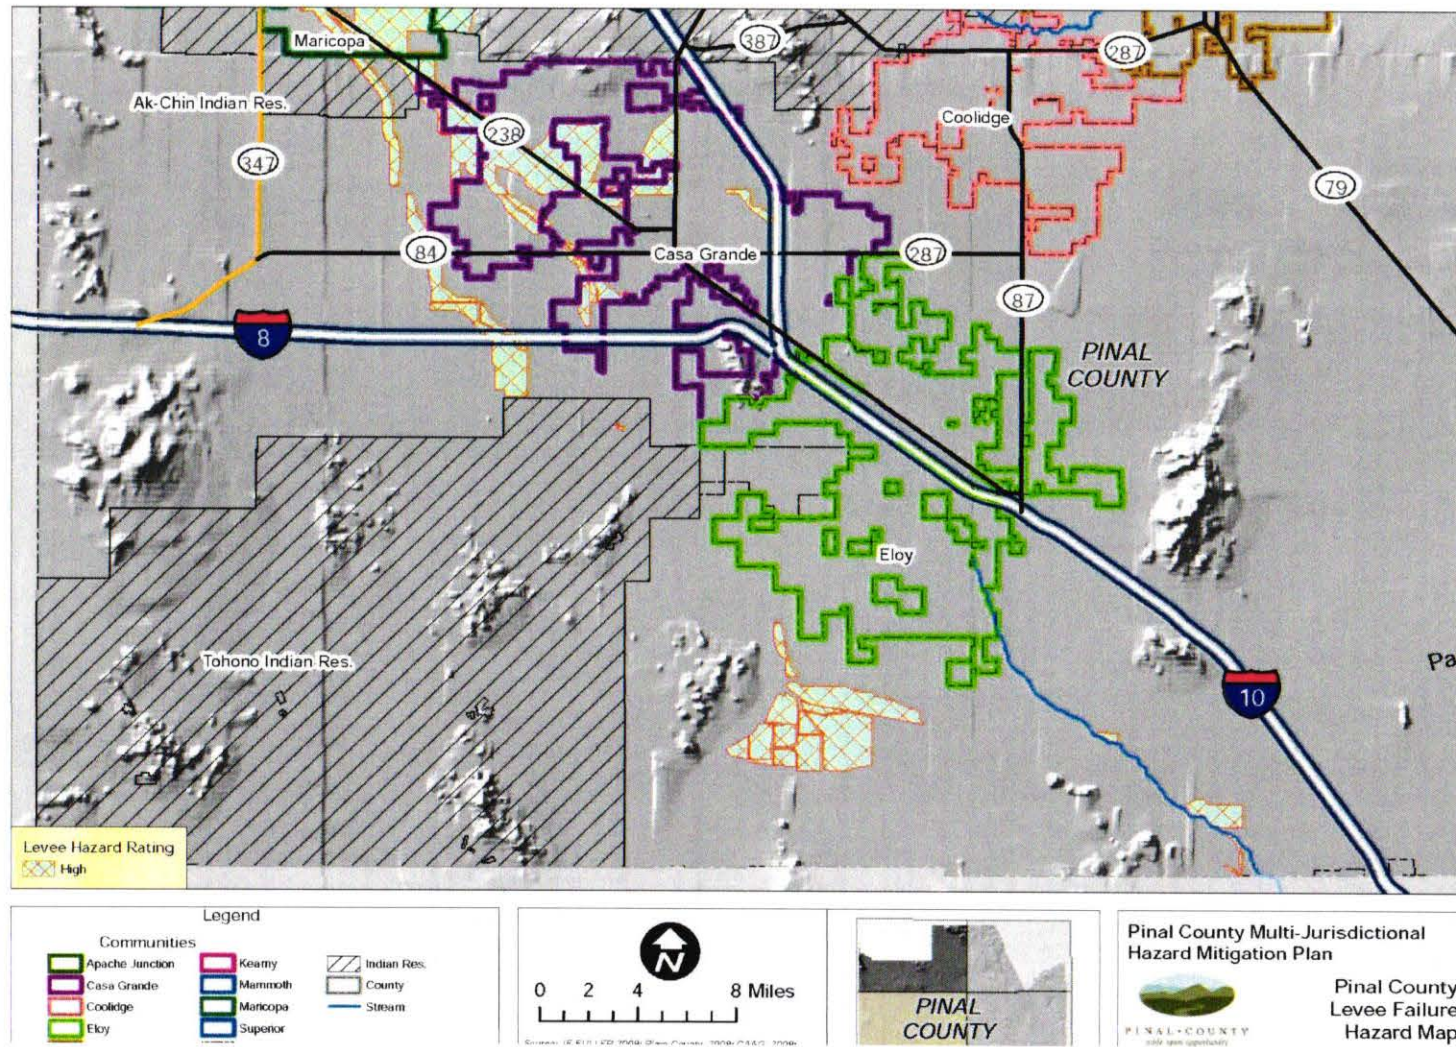 Maricopa
387
287
Ak-Chin Indian Res.
Coolidge
238
347
79
84
Casa Grande
287
87
8
PINAL
COUNTY
Eloy
Tohono Indian Res.
Pa
10
Levee Hazard Rating
High
Legend
Communities
Apache Junction
Casa Grande
Coolidge
Eloy
Kearny
Mammoth
Maricopa
Superior
Indian Res.
County
Stream
N
0 2 4 8 Miles
PINAL
COUNTY
Pinal County Multi-Jurisdictional
Hazard Mitigation Plan
PINAL • COUNTY
wide open opportunity
Pinal County
Levee Failure
Hazard Map